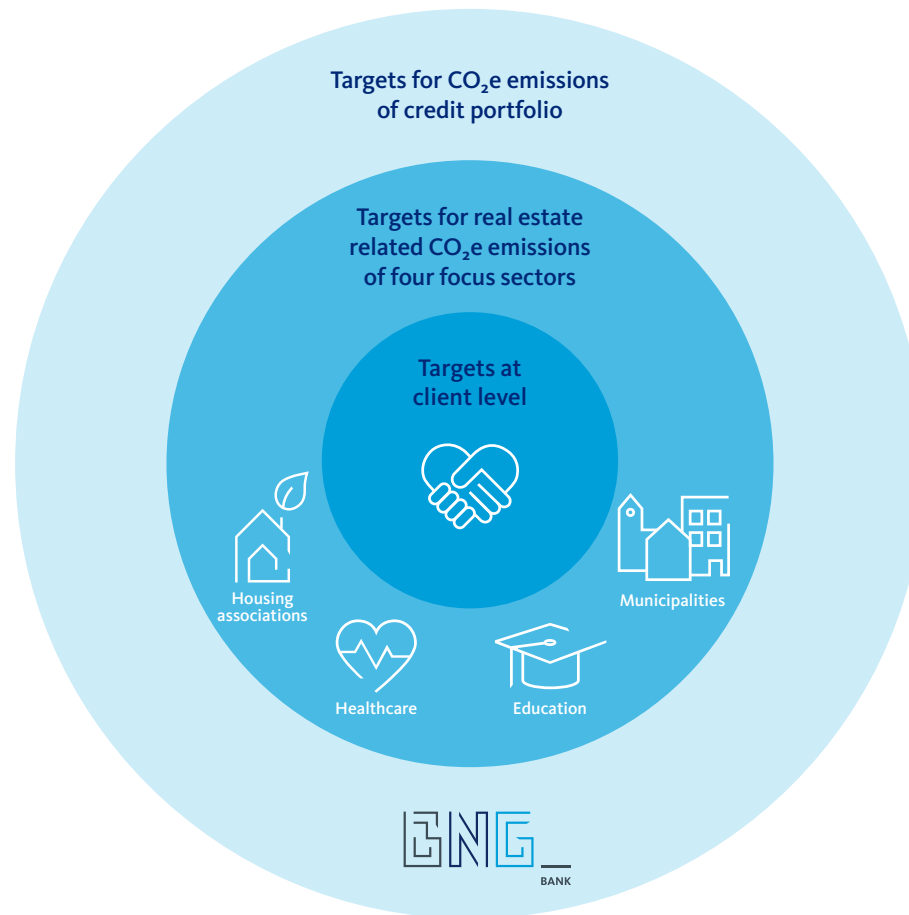 Targets for CO₂e emissions
of credit portfolio
Targets for real estate
related CO₂e emissions
of four focus sectors
Targets at
client level
Housing
associations
Healthcare
Education
Municipalities
BNG
BANK